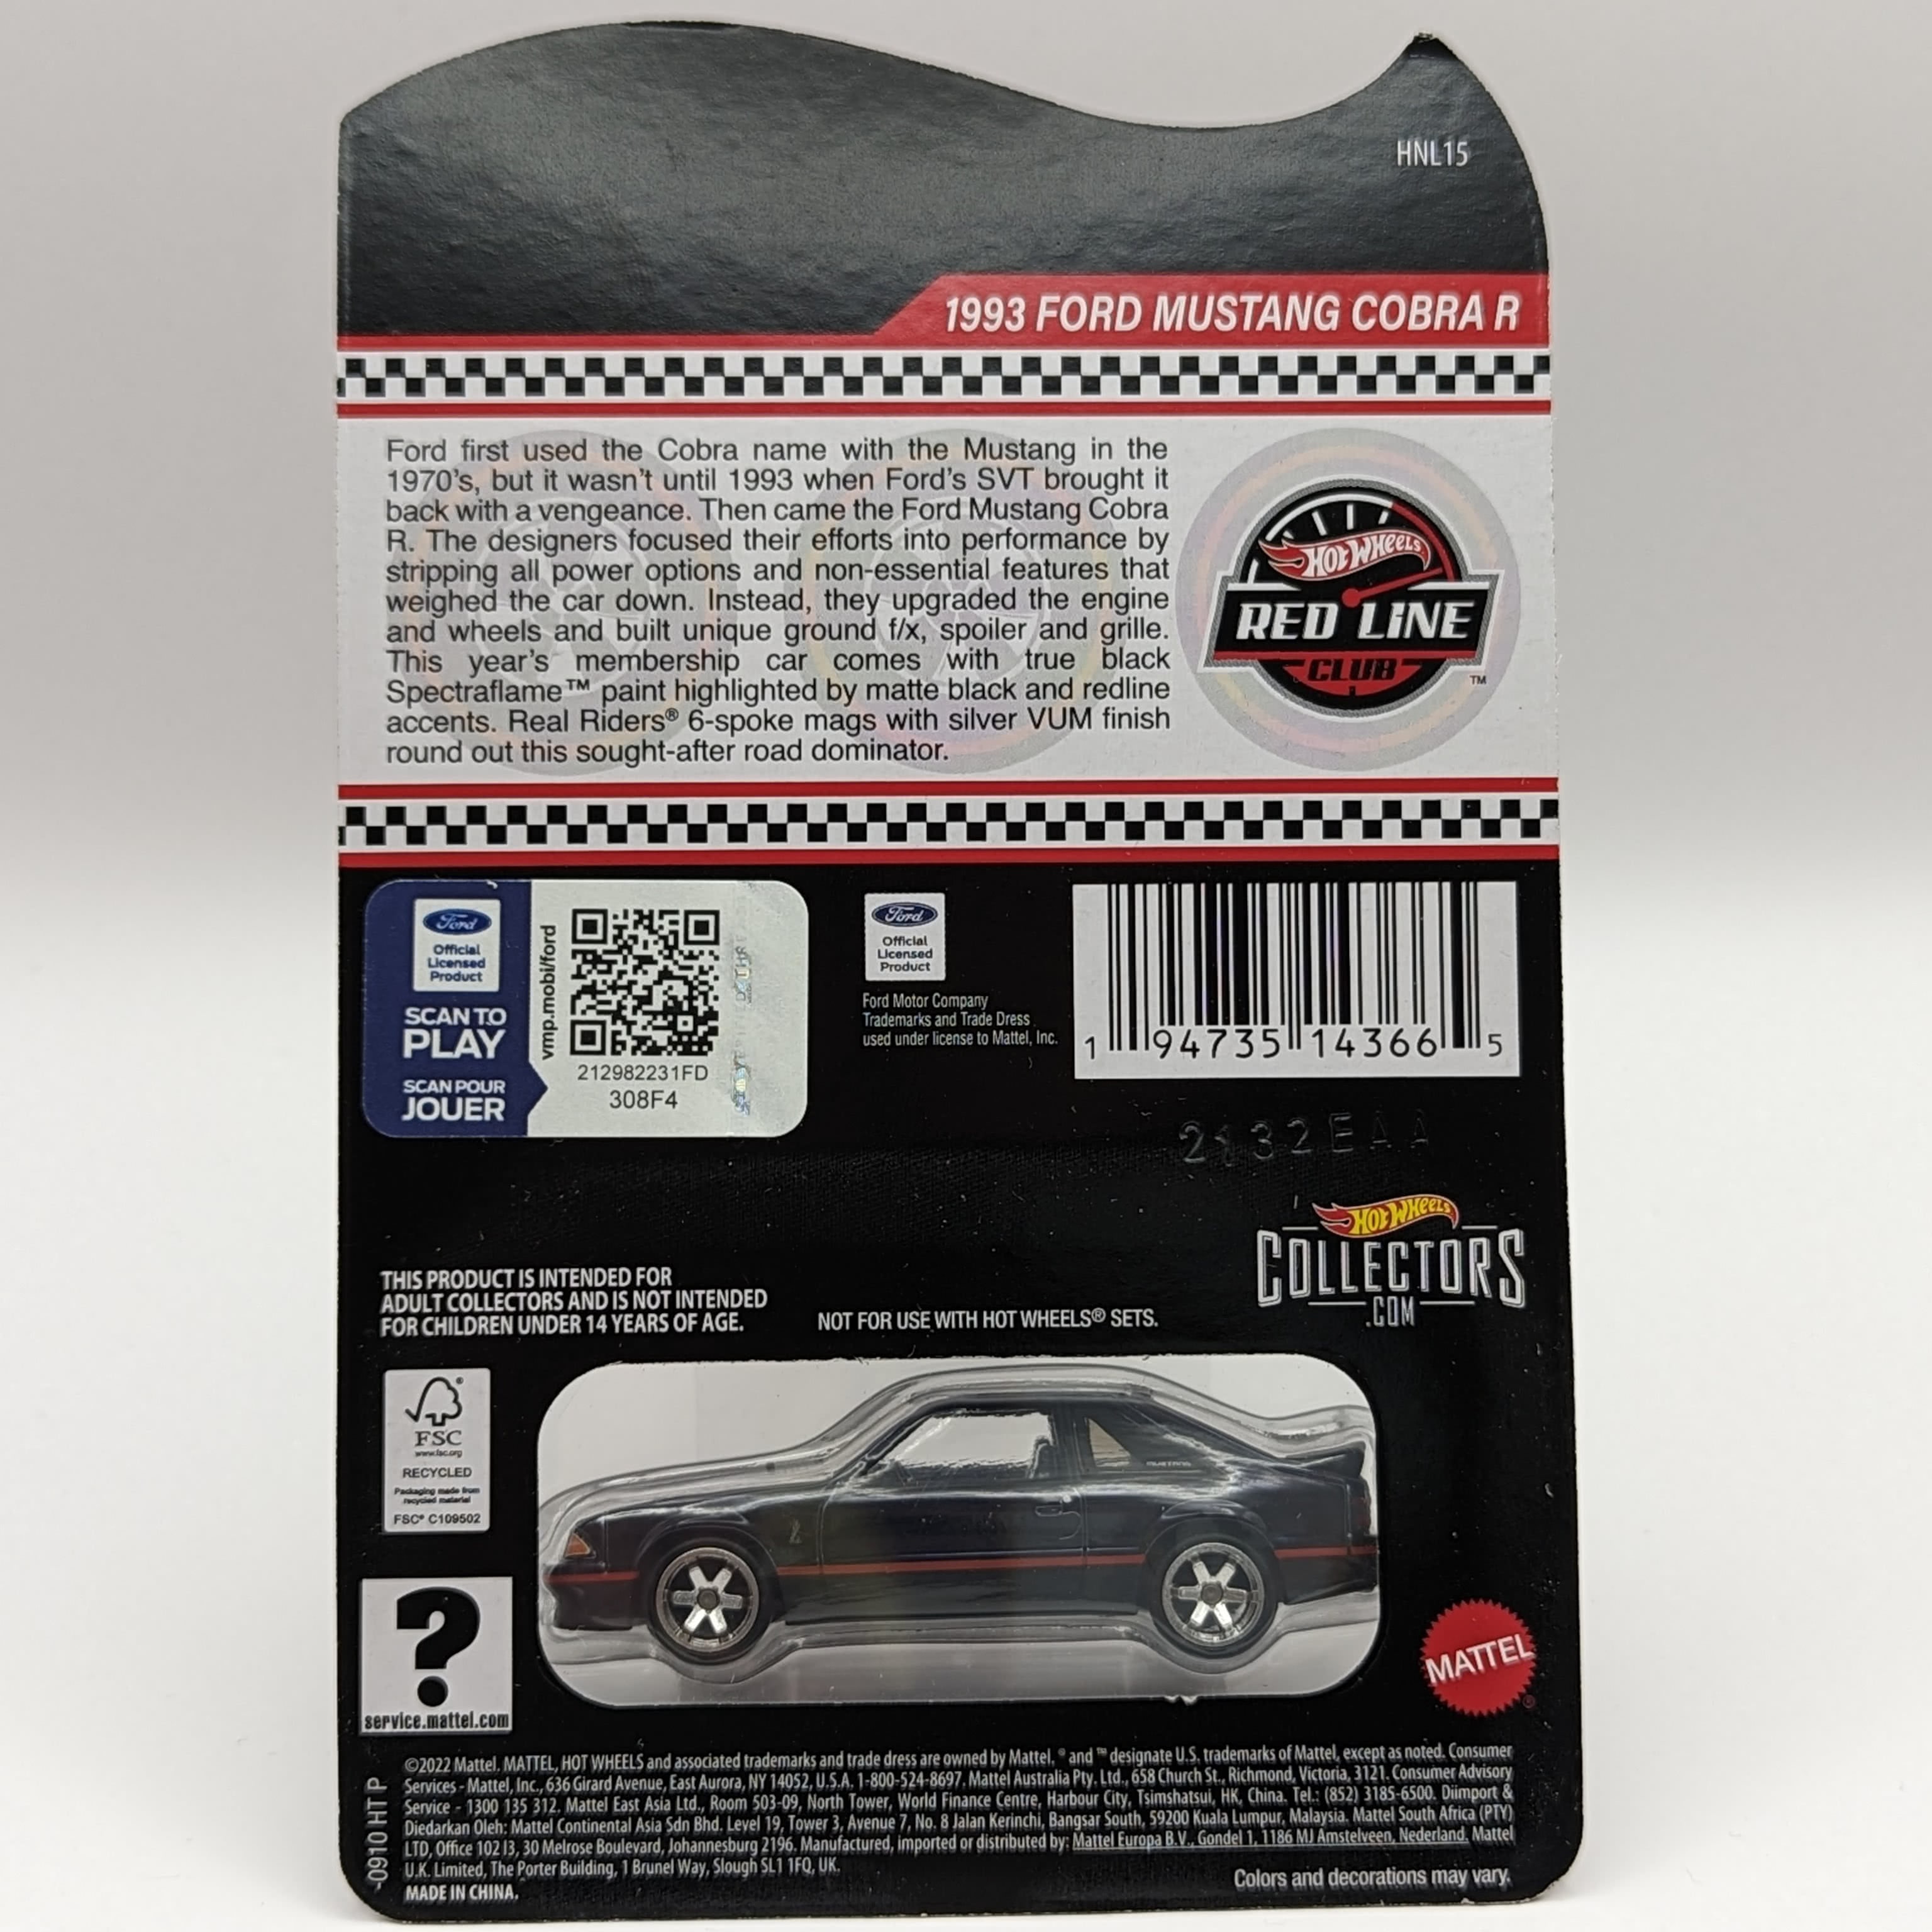 HNL15
1993 FORD MUSTANG COBRA R
Ford first used the Cobra name with the Mustang in the
1970's, but it wasn't until 1993 when Ford's SVT brought it
back with a vengeance. Then came the Ford Mustang Cobra
R. The designers focused their efforts into performance by
stripping all power options and non-essential features that
weighed the car down. Instead, they upgraded the engine
and wheels and built unique ground f/x, spoiler and grille.
This year's membership car comes with true black
Spectraflame™ paint highlighted by matte black and redline
accents. Real Riders® 6-spoke mags with silver VUM finish
round out this sought-after road dominator.
HOT WHEELS
RED LINE
CLUB™
Ford
Official
Licensed
Product
SCAN TO
PLAY
SCAN POUR
JOUER
vmp.mobi/ford
212982231FD
308F4
Ford
Official
Licensed
Product
Ford Motor Company
Trademarks and Trade Dress
used under license to Mattel, Inc.
1 94735 14366 5
2132EAA
HOT WHEELS
COLLECTORS
.COM
THIS PRODUCT IS INTENDED FOR
ADULT COLLECTORS AND IS NOT INTENDED
FOR CHILDREN UNDER 14 YEARS OF AGE.
NOT FOR USE WITH HOT WHEELS® SETS.
FSC®
www.fsc.org
RECYCLED
Packaging made from
recycled material
FSC® C109502
MUSTANG
?
service.mattel.com
MATTEL®
©2022 Mattel. MATTEL, HOT WHEELS and associated trademarks and trade dress are owned by Mattel. ® and ™ designate U.S. trademarks of Mattel, except as noted. Consumer
Services - Mattel, Inc., 636 Girard Avenue, East Aurora, NY 14052, U.S.A. 1-800-524-8697. Mattel Australia Pty. Ltd., 658 Church St., Richmond, Victoria, 3121. Consumer Advisory
Service - 1300 135 312. Mattel East Asia Ltd., Room 503-09, North Tower, World Finance Centre, Harbour City, Tsimshatsui, HK, China. Tel.: (852) 3185-6500. Diimport &
Diedarkan Oleh: Mattel Continental Asia Sdn Bhd. Level 19, Tower 3, Avenue 7, No. 8 Jalan Kerinchi, Bangsar South, 59200 Kuala Lumpur, Malaysia. Mattel South Africa (PTY)
LTD, Office 102 I3, 30 Melrose Boulevard, Johannesburg 2196. Manufactured, imported or distributed by: Mattel Europa B.V., Gondel 1, 1186 MJ Amstelveen, Nederland. Mattel
U.K. Limited, The Porter Building, 1 Brunel Way, Slough SL1 1FQ, UK.
MADE IN CHINA.
Colors and decorations may vary.
-0910 HTP